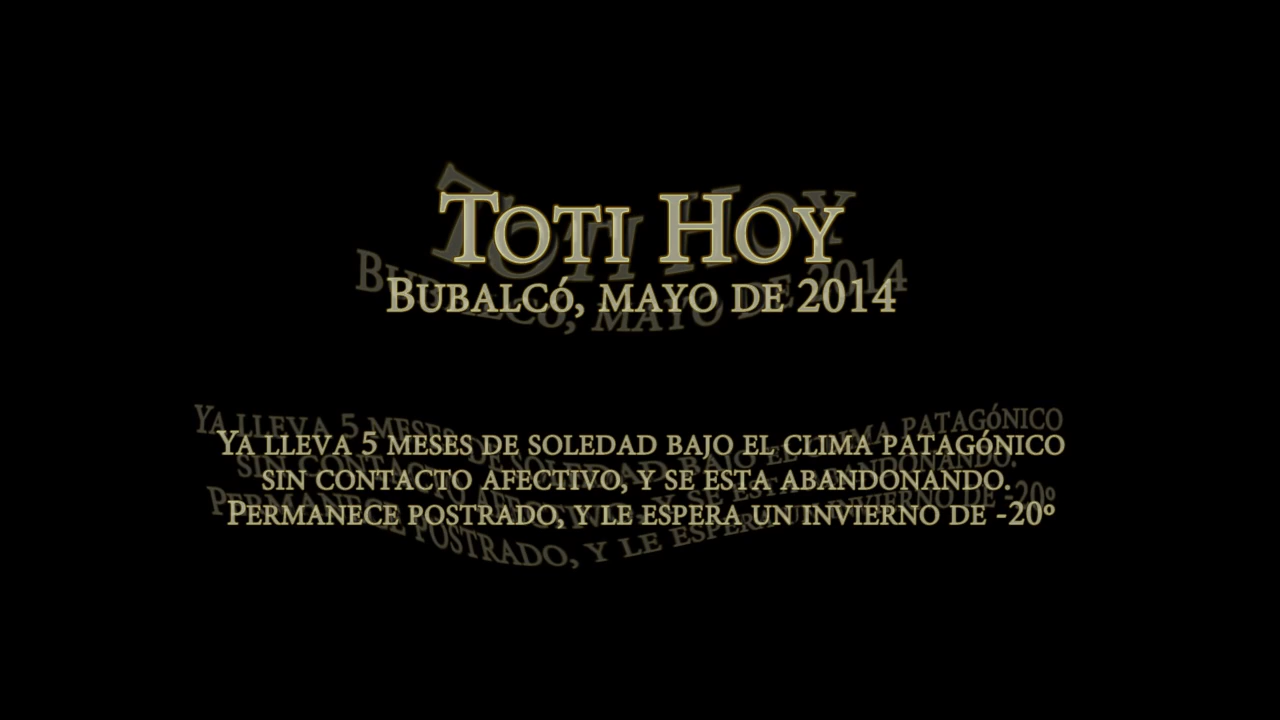 Toti Hoy
Bubalcó, mayo de 2014
Ya lleva 5 meses de soledad bajo el clima patagónico
sin contacto afectivo, y se esta abandonando.
Permanece postrado, y le espera un invierno de -20º